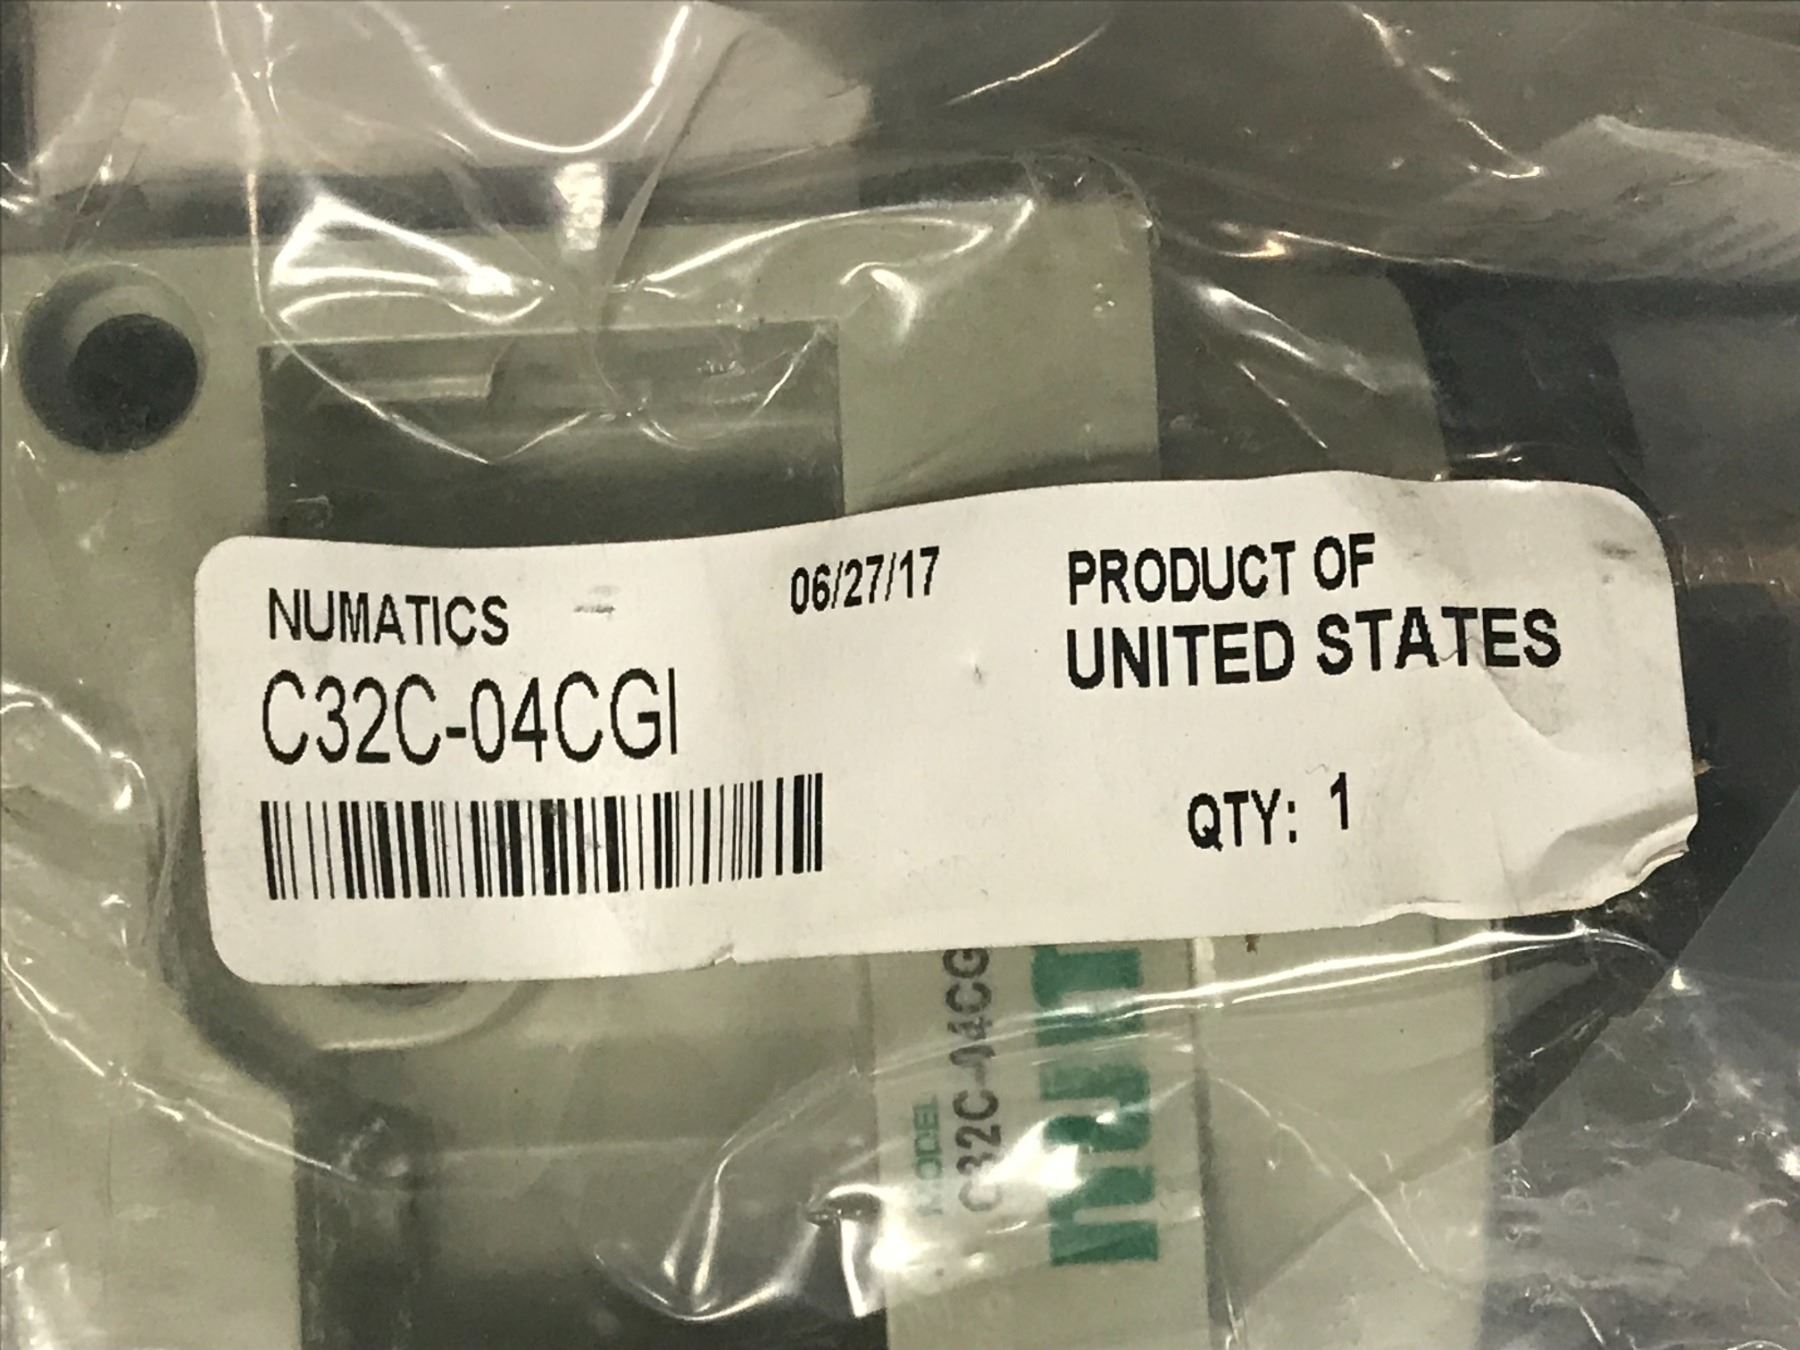 NUMATICS
06/27/17
PRODUCT OF
UNITED STATES
C32C-04CGI
QTY: 1
MODEL
C32C-04CG